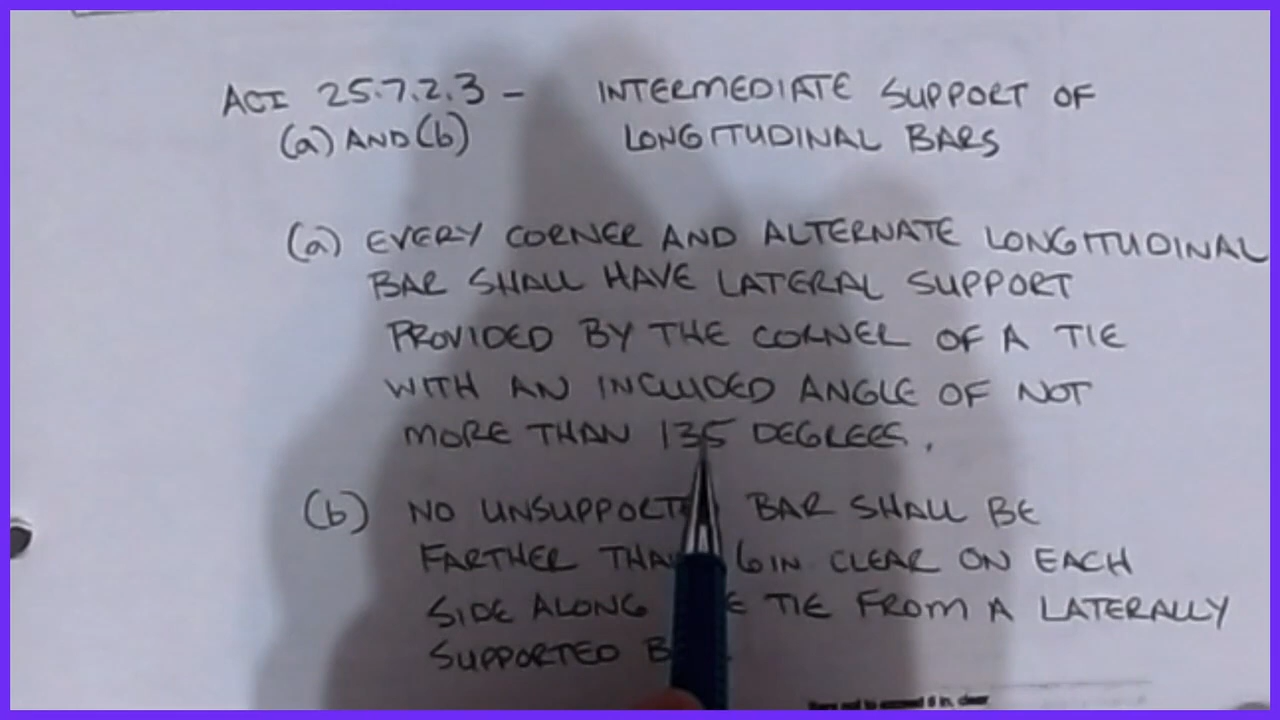 ACI 25.7.2.3 – INTERMEDIATE SUPPORT OF
(a) AND (b) LONGITUDINAL BARS
(a) EVERY CORNER AND ALTERNATE LONGITUDINAL
BAR SHALL HAVE LATERAL SUPPORT
PROVIDED BY THE CORNER OF A TIE
WITH AN INCLUDED ANGLE OF NOT
MORE THAN 135 DEGREES.
(b) NO UNSUPPORTED BAR SHALL BE
FARTHER THAN 6IN CLEAR ON EACH
SIDE ALONG TIE FROM A LATERALLY
SUPPORTED